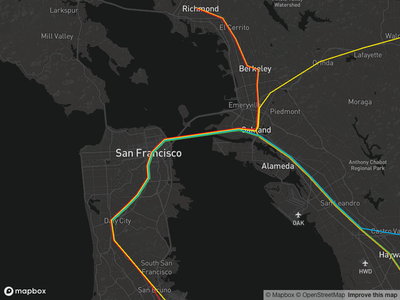 Larkspur
Richmond
Watershed
El Cerrito
Mill Valley
Orinda
Lafayette
Berkeley
Emeryville
Piedmont
Moraga
Oakland
San Francisco
Anthony Chabot
Regional Park
Alameda
San Leandro
Daly City
OAK
Castro Va
Hayw
South San
Francisco
HWD
San Bruno
mapbox
© Mapbox © OpenStreetMap Improve this map